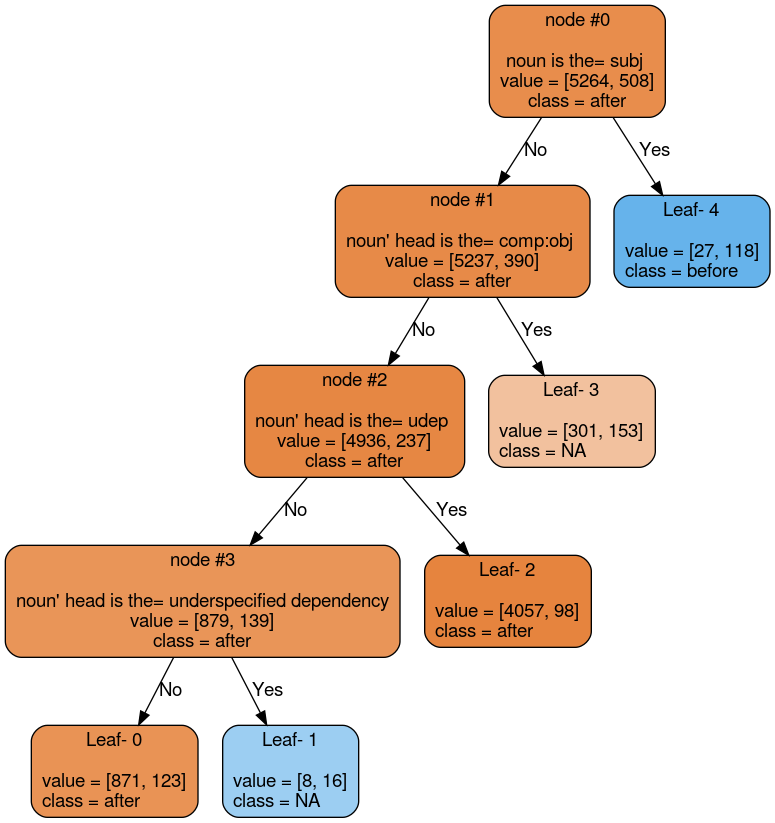 node #0
noun is the= subj
value = [5264, 508]
class = after
No
Yes
node #1
noun' head is the= comp:obj
value = [5237, 390]
class = after
Leaf- 4
value = [27, 118]
class = before
No
Yes
node #2
noun' head is the= udep
value = [4936, 237]
class = after
Leaf- 3
value = [301, 153]
class = NA
No
Yes
node #3
noun' head is the= underspecified dependency
value = [879, 139]
class = after
Leaf- 2
value = [4057, 98]
class = after
No
Yes
Leaf- 0
value = [871, 123]
class = after
Leaf- 1
value = [8, 16]
class = NA